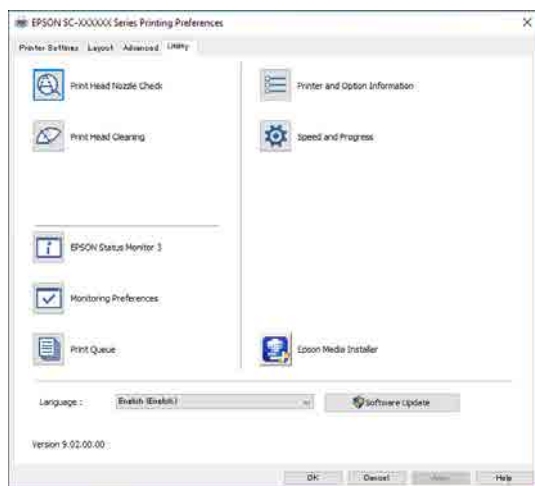 EPSON SC-XXXXXX Series Printing Preferences
Printer Settings Layout Advanced Utility
Print Head Nozzle Check
Printer and Option Information
Print Head Cleaning
Speed and Progress
EPSON Status Monitor 3
Monitoring Preferences
Print Queue
Epson Media Installer
Language :
English (English)
Software Update
Version 9.02.00.00
OK Cancel Help